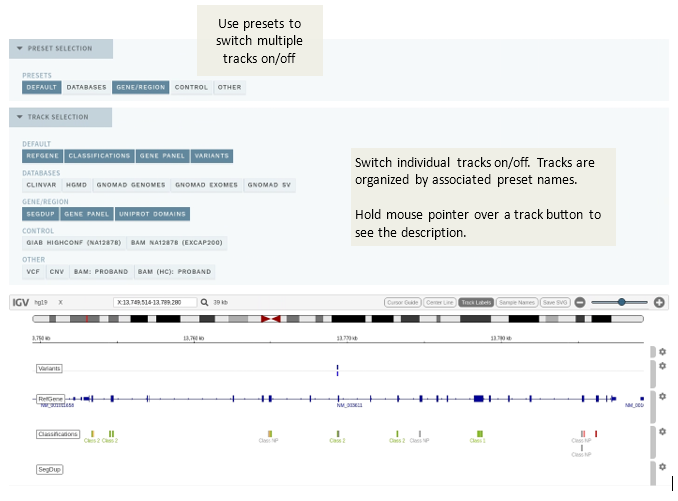 Use presets to
switch multiple
tracks on/off
PRESET SELECTION
PRESETS
DEFAULT DATABASES GENE/REGION CONTROL OTHER
TRACK SELECTION
DEFAULT
REFGENE CLASSIFICATIONS GENE PANEL VARIANTS
DATABASES
CLINVAR HGMD GNOMAD GENOMES GNOMAD EXOMES GNOMAD SV
GENE/REGION
SEGDUP GENE PANEL UNIPROT DOMAINS
CONTROL
GIAB HIGHCONF (NA12878) BAM NA12878 (EXCAP200)
OTHER
VCF CNV BAM: PROBAND BAM (HC): PROBAND
Switch individual tracks on/off. Tracks are
organized by associated preset names.
Hold mouse pointer over a track button to
see the description.
IGV hg19 X X:13,749,514-13,789,280 39 kb Cursor Guide Center Line Track Labels Sample Names Save SVG
3,750 kb 13,760 kb 13,770 kb 13,780 kb
Variants
RefGene
NM_003611 NM_001
Classifications
Class 2 Class 2 Class NP Class 2 Class 2 Class NP Class 1 Class NP
Class NP
SegDup